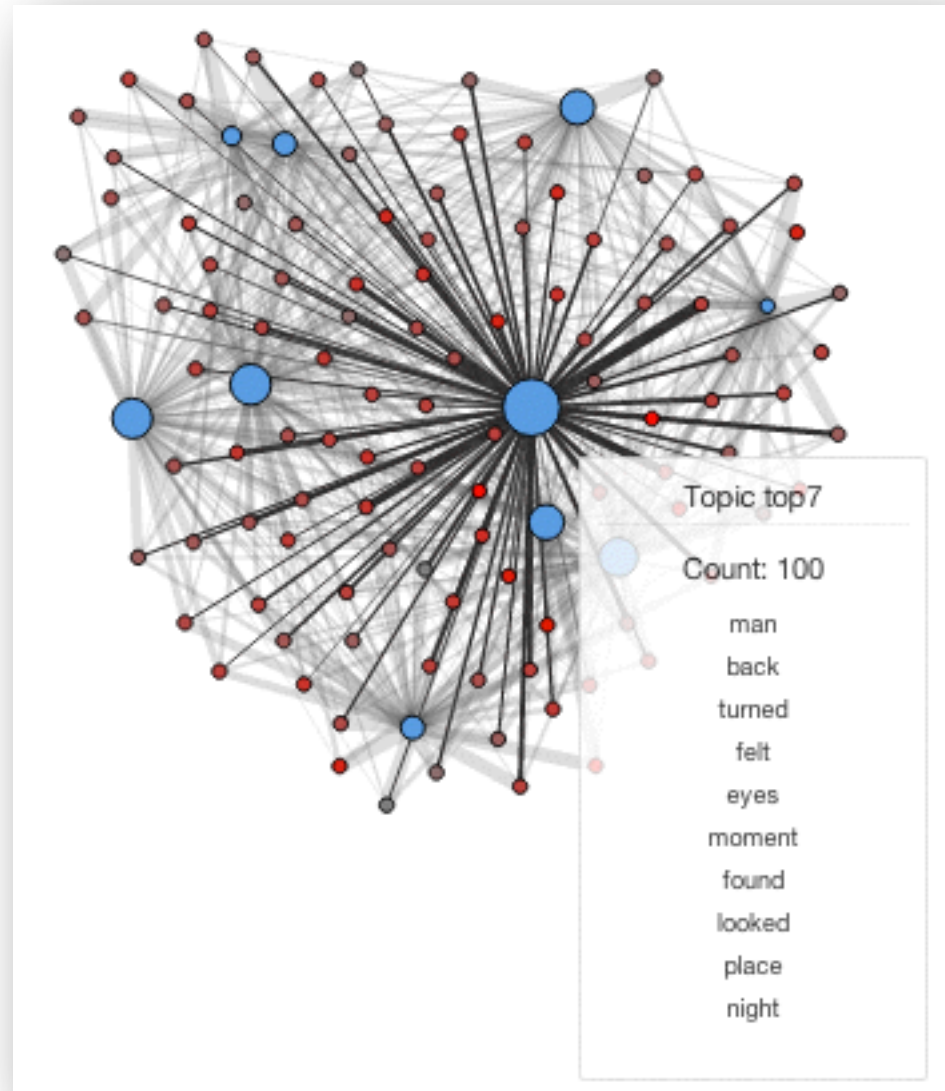 Topic top7
Count: 100
man
back
turned
felt
eyes
moment
found
looked
place
night